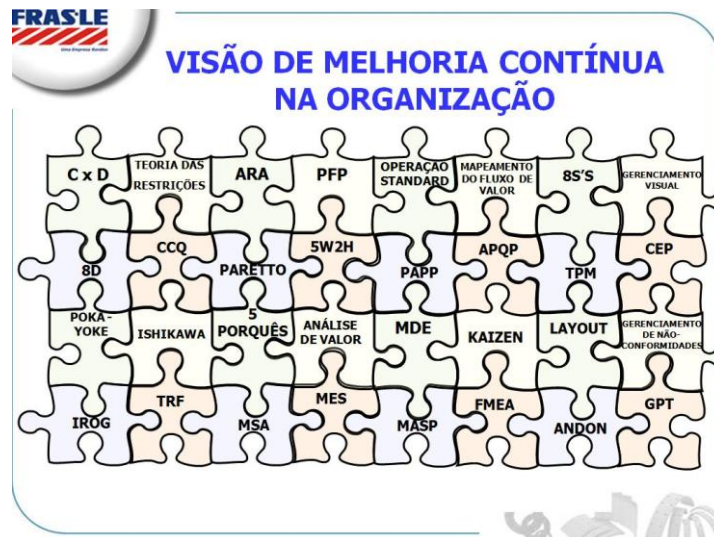 FRAS-LE
Uma Empresa Randon
VISÃO DE MELHORIA CONTÍNUA
NA ORGANIZAÇÃO
C x D
TEORIA DAS
RESTRIÇÕES
ARA
PFP
OPERAÇÃO
STANDARD
MAPEAMENTO
DO FLUXO DE
VALOR
8S'S
GERENCIAMENTO
VISUAL
8D
CCQ
PARETTO
5W2H
PAPP
APQP
TPM
CEP
POKA-
YOKE
ISHIKAWA
5
PORQUÊS
ANÁLISE
DE VALOR
MDE
KAIZEN
LAYOUT
GERENCIAMENTO
DE NÃO-
CONFORMIDADES
IROG
TRF
MSA
MES
MASP
FMEA
ANDON
GPT